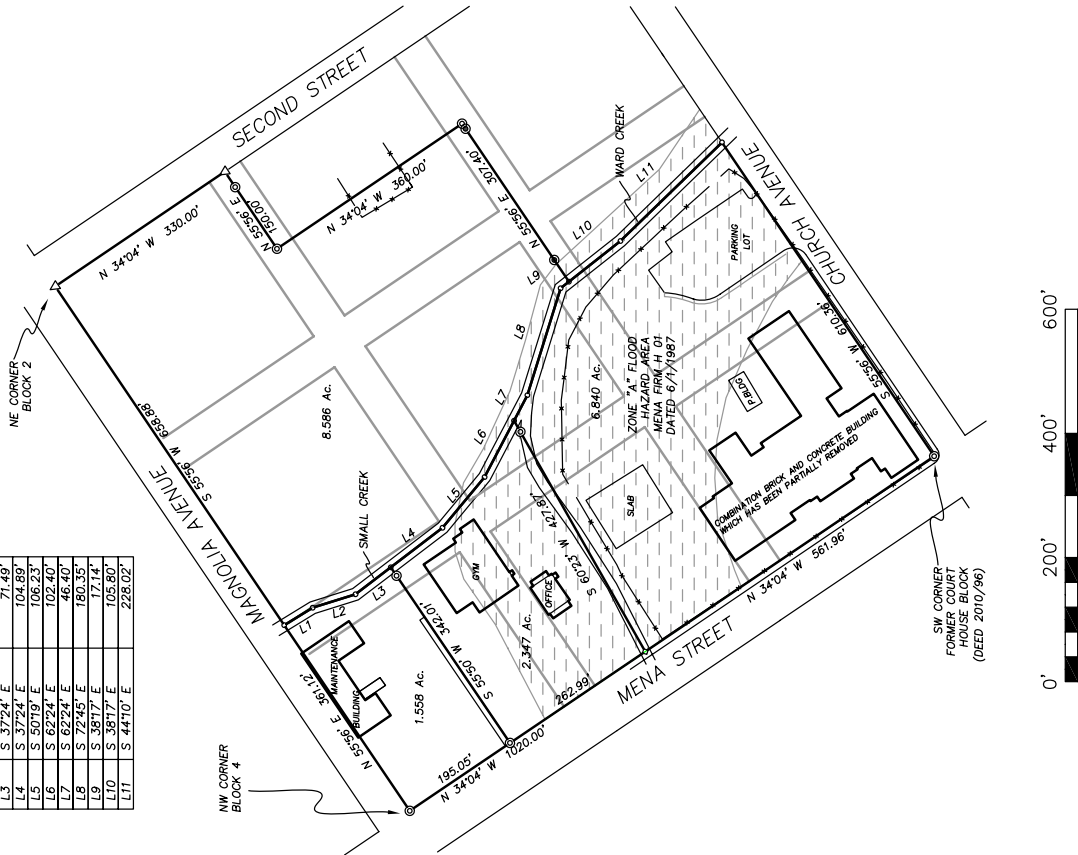 L3 S 37°24' E 71.49'
L4 S 37°24' E 104.89'
L5 S 50°19' E 106.23'
L6 S 62°24' E 102.40'
L7 S 62°24' E 46.40'
L8 S 72°45' E 180.35'
L9 S 38°17' E 17.14'
L10 S 38°17' E 105.80'
L11 S 44°10' E 228.02'
NE CORNER
BLOCK 2
SECOND STREET
N 34°04' W 330.00'
N 55°56' E
150.00'
N 34°04' W 360.00'
N 55°56' E 307.40'
MAGNOLIA AVENUE
S 55°56' W 658.88'
8.586 Ac.
WARD CREEK
SMALL CREEK
L1
L2
L3
L4
L5
L6
L7
L8
L9
L10
L11
NW CORNER
BLOCK 4
N 55°56' E 361.12'
MAINTENANCE
BUILDING
1.558 Ac.
195.05'
N 34°04' W 1020.00'
S 55°50' W 342.01'
GYM
OFFICE
2.347 Ac.
262.99
S 60°23' W 427.87'
MENA STREET
N 34°04' W 561.96'
6.840 Ac.
ZONE "A" FLOOD
HAZARD AREA
MENA FIRM H 01
DATED 6/1/1987
SLAB
PARKING
LOT
P.BLDG
COMBINATION BRICK AND CONCRETE BUILDING
WHICH HAS BEEN PARTIALLY REMOVED
CHURCH AVENUE
S 55°56' W 610.36'
SW CORNER
FORMER COURT
HOUSE BLOCK
(DEED 2010/96)
0' 200' 400' 600'